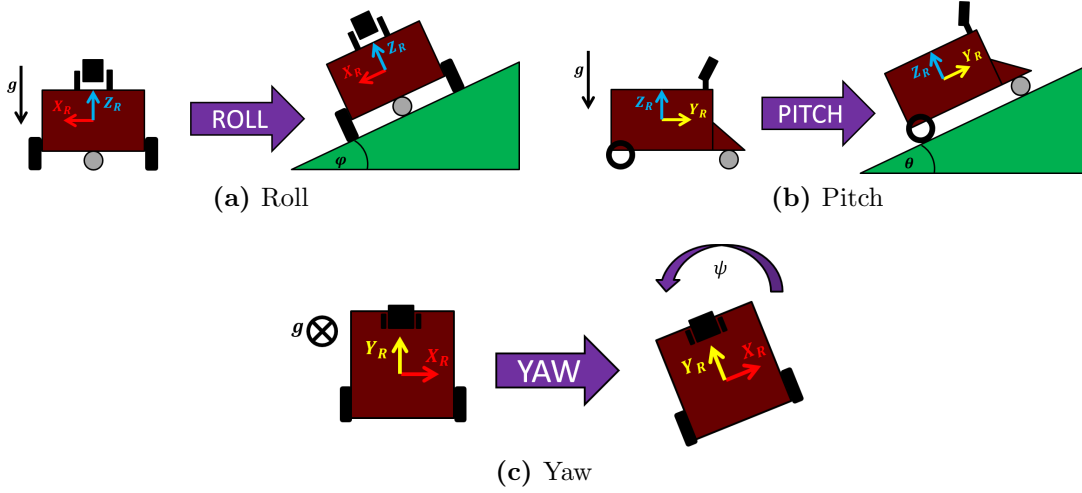 g
X_R
Z_R
ROLL
X_R
Z_R
φ
(a) Roll
g
Z_R
Y_R
PITCH
Z_R
Y_R
θ
(b) Pitch
g
Y_R
X_R
YAW
ψ
Y_R
X_R
(c) Yaw